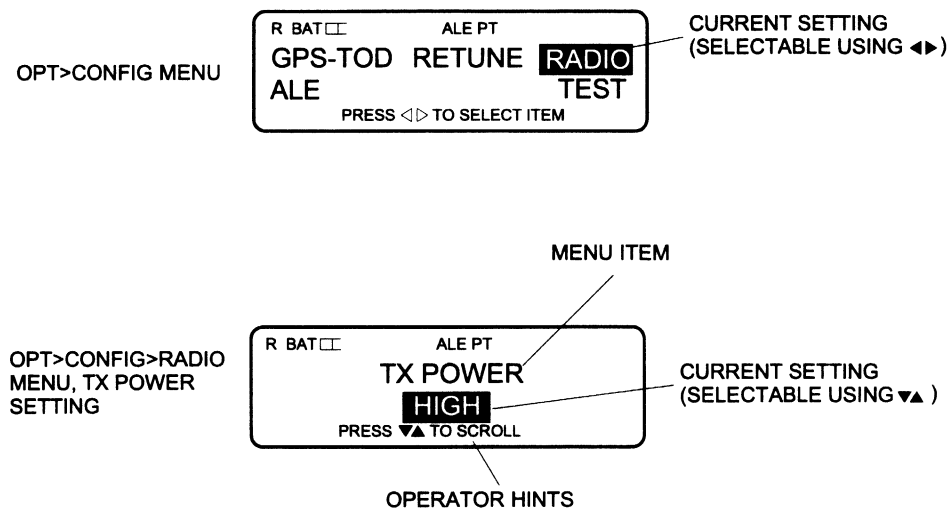 OPT>CONFIG MENU
R BAT ALE PT
GPS-TOD RETUNE RADIO
ALE TEST
PRESS ◁▷ TO SELECT ITEM
CURRENT SETTING
(SELECTABLE USING ◀▶)
MENU ITEM
OPT>CONFIG>RADIO
MENU, TX POWER
SETTING
R BAT ALE PT
TX POWER
HIGH
PRESS ▼▲ TO SCROLL
CURRENT SETTING
(SELECTABLE USING ▼▲ )
OPERATOR HINTS